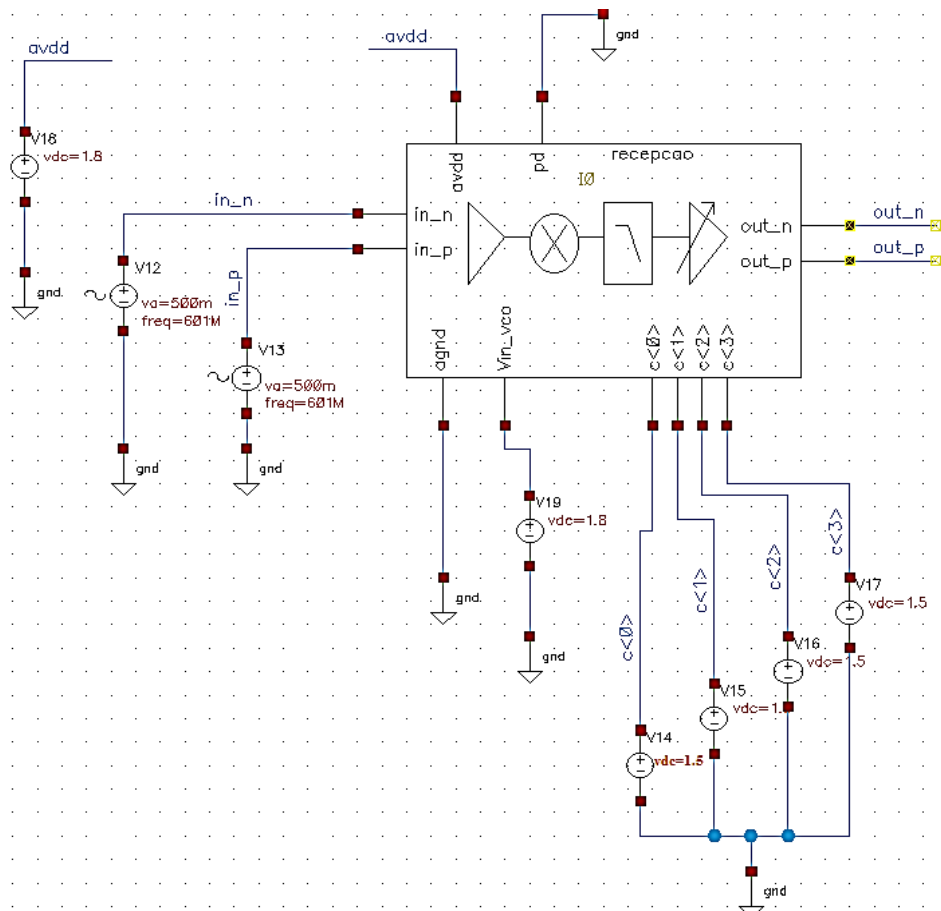 avdd
avdd
gnd
V18
vdc=1.8
recepcao
I0
avdd
pd
in_n
in_n
in_p
in_p
out_n
out_n
out_p
out_p
gnd.
V12
va=500m
freq=601M
V13
va=500m
freq=601M
agnd
Vin_vco
c<0>
c<1>
c<2>
c<3>
gnd
gnd
V19
vdc=1.8
c<3>
c<2>
c<1>
c<0>
V17
vdc=1.5
gnd.
gnd
V16
vdc=1.5
V15
V14
vdc=1.5
gnd